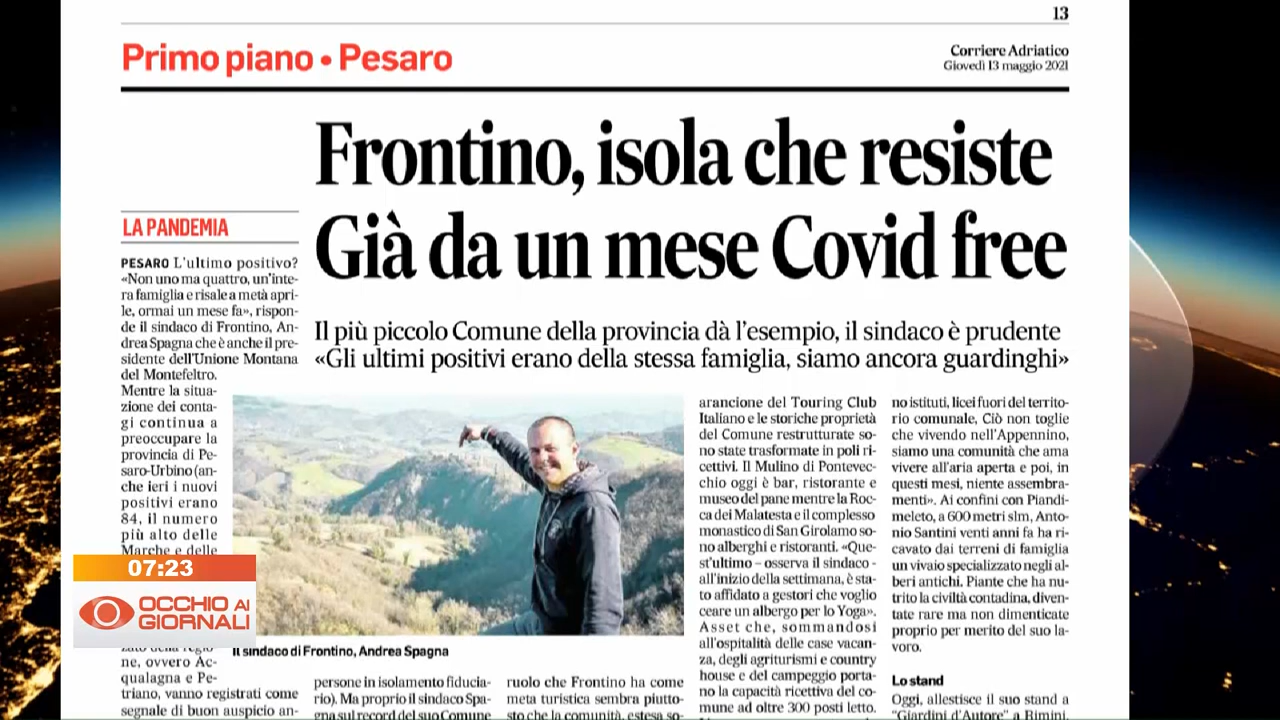 13
Primo piano • Pesaro
Corriere Adriatico
Giovedì 13 maggio 2021
Frontino, isola che resiste
Già da un mese Covid free
LA PANDEMIA
Il più piccolo Comune della provincia dà l'esempio, il sindaco è prudente
«Gli ultimi positivi erano della stessa famiglia, siamo ancora guardinghi»
PESARO L'ultimo positivo?
«Non uno ma quattro, un'inte-
ra famiglia e risale a metà apri-
le, ormai un mese fa», rispon-
de il sindaco di Frontino, An-
drea Spagna che è anche il pre-
sidente dell'Unione Montana
del Montefeltro.
Mentre la situa-
zione dei conta-
gi continua a
preoccupare la
provincia di Pe-
saro-Urbino (an-
che ieri i nuovi
positivi erano
84, il numero
più alto delle
Marche e delle
07:23
OCCHIO AI
GIORNALI
ne, ovvero Ac-
qualagna e Pe-
triano, vanno registrati come
segnale di buon auspicio an-
Il sindaco di Frontino, Andrea Spagna
persone in isolamento fiducia-
rio). Ma proprio il sindaco Spa-
gna sul record del suo Comune
ruolo che Frontino ha come
meta turistica sembra piutto-
sto che la comunità, estesa so-
arancione del Touring Club
Italiano e le storiche proprietà
del Comune restrutturate so-
no state trasformate in poli ri-
cettivi. Il Mulino di Pontevec-
chio oggi è bar, ristorante e
museo del pane mentre la Roc-
ca dei Malatesta e il complesso
monastico di San Girolamo so-
no alberghi e ristoranti. «Que-
st'ultimo – osserva il sindaco -
all'inizio della settimana, è sta-
to affidato a gestori che voglio
ceare un albergo per lo Yoga».
Asset che, sommandosi
all'ospitalità delle case vacan-
za, degli agriturismi e country
house e del campeggio porta-
no la capacità ricettiva del co-
mune ad oltre 300 posti letto.
no istituti, licei fuori del territo-
rio comunale, Ciò non toglie
che vivendo nell'Appennino,
siamo una comunità che ama
vivere all'aria aperta e poi, in
questi mesi, niente assembra-
menti». Ai confini con Piandi-
meleto, a 600 metri slm, Anto-
nio Santini venti anni fa ha ri-
cavato dai terreni di famiglia
un vivaio specializzato negli al-
beri antichi. Piante che ha nu-
trito la civiltà contadina, diven-
tate rare ma non dimenticate
proprio per merito del suo la-
voro.
Lo stand
Oggi, allestisce il suo stand a
"Giardini d'Autore" a Rimini,